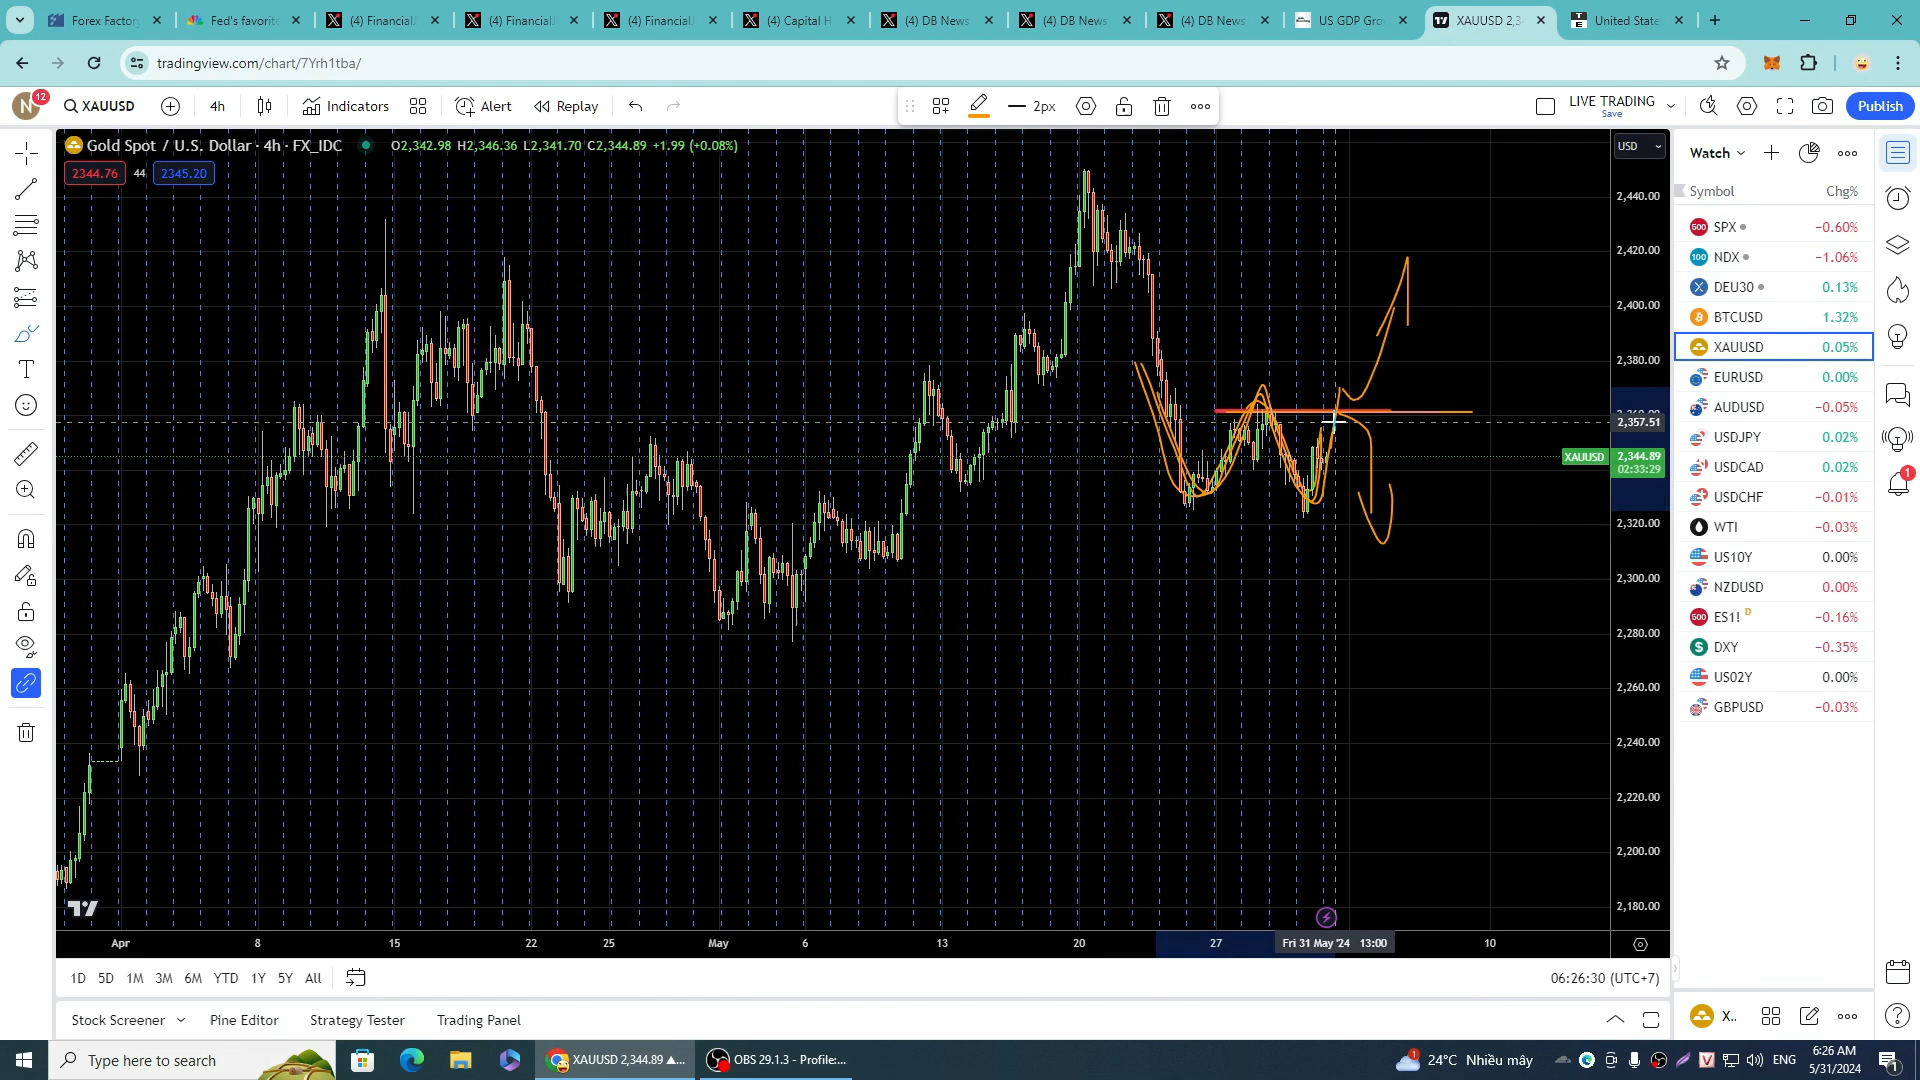 Forex Factory
Fed's favorite
(4) FinancialJ
(4) FinancialJ
(4) FinancialJ
(4) Capital H
(4) DB News
(4) DB News
(4) DB News
US GDP Gro
XAUUSD 2,34
United State
tradingview.com/chart/7Yrh1tba/
N
12
XAUUSD
4h
Indicators
Alert
Replay
2px
LIVE TRADING
Save
Publish
Gold Spot / U.S. Dollar · 4h · FX_IDC
O2,342.98 H2,346.36 L2,341.70 C2,344.89 +1.99 (+0.08%)
2344.76
44
2345.20
USD
2,440.00
2,420.00
2,400.00
2,380.00
2,357.51
XAUUSD
2,344.89
02:33:29
2,320.00
2,300.00
2,280.00
2,260.00
2,240.00
2,220.00
2,200.00
2,180.00
Apr
8
15
22
25
May
6
13
20
27
Fri 31 May '24 13:00
10
1D
5D
1M
3M
6M
YTD
1Y
5Y
All
06:26:30 (UTC+7)
Stock Screener
Pine Editor
Strategy Tester
Trading Panel
Watch
Symbol
Chg%
SPX
−0.60%
NDX
−1.06%
DEU30
0.13%
BTCUSD
1.32%
XAUUSD
0.05%
EURUSD
0.00%
AUDUSD
−0.05%
USDJPY
0.02%
USDCAD
0.02%
USDCHF
−0.01%
WTI
−0.03%
US10Y
0.00%
NZDUSD
0.00%
ES1! D
−0.16%
DXY
−0.35%
US02Y
0.00%
GBPUSD
−0.03%
X..
1
Type here to search
XAUUSD 2,344.89 ▲...
OBS 29.1.3 - Profile:...
24°C Nhiều mây
ENG
6:26 AM
5/31/2024